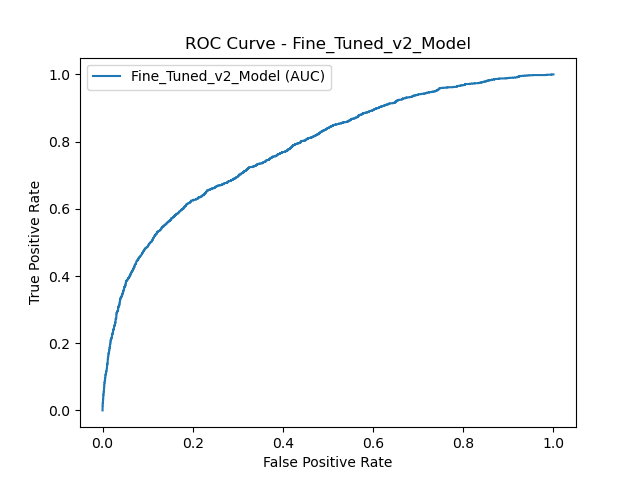 ROC Curve - Fine_Tuned_v2_Model
Fine_Tuned_v2_Model (AUC)
True Positive Rate
1.0
0.8
0.6
0.4
0.2
0.0
0.0 0.2 0.4 0.6 0.8 1.0
False Positive Rate